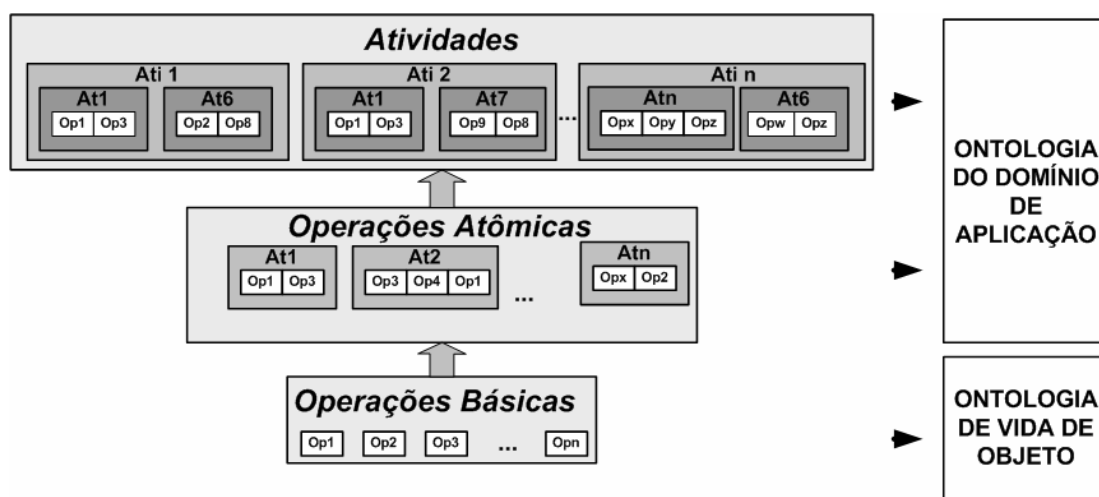 Atividades
Ati 1
Ati 2
Ati n
At1
At6
At1
At7
Atn
At6
Op1 Op3
Op2 Op8
Op1 Op3
Op9 Op8
...
Opx Opy Opz
Opw Opz
Operações Atômicas
At1
At2
Atn
Op1 Op3
Op3 Op4 Op1
...
Opx Op2
Operações Básicas
Op1
Op2
Op3
...
Opn
ONTOLOGIA
DO DOMÍNIO
DE
APLICAÇÃO
ONTOLOGIA
DE VIDA DE
OBJETO